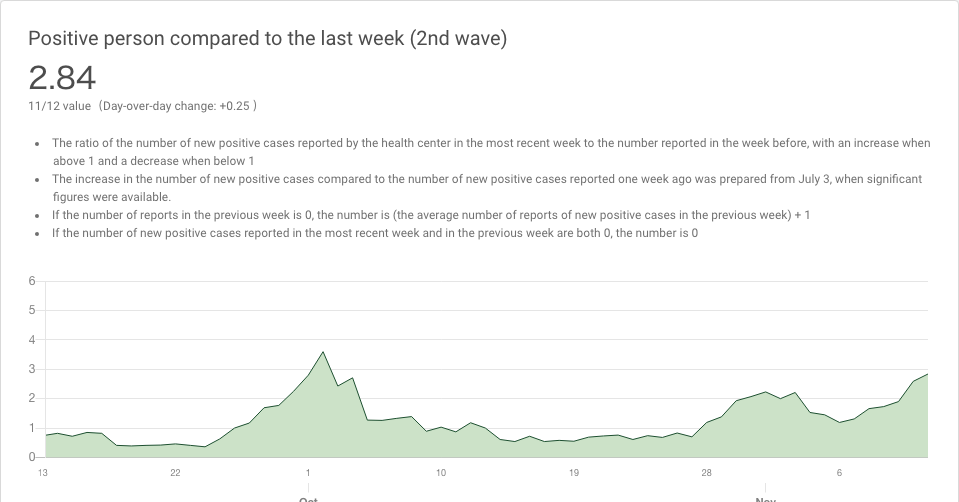 Positive person compared to the last week (2nd wave)
2.84
11/12 value (Day-over-day change: +0.25 )
• The ratio of the number of new positive cases reported by the health center in the most recent week to the number reported in the week before, with an increase when
above 1 and a decrease when below 1
• The increase in the number of new positive cases compared to the number of new positive cases reported one week ago was prepared from July 3, when significant
figures were available.
• If the number of reports in the previous week is 0, the number is (the average number of reports of new positive cases in the previous week) + 1
• If the number of new positive cases reported in the most recent week and in the previous week are both 0, the number is 0
6
5
4
3
2
1
0
13 22 1 10 19 28 6
Oct Nov